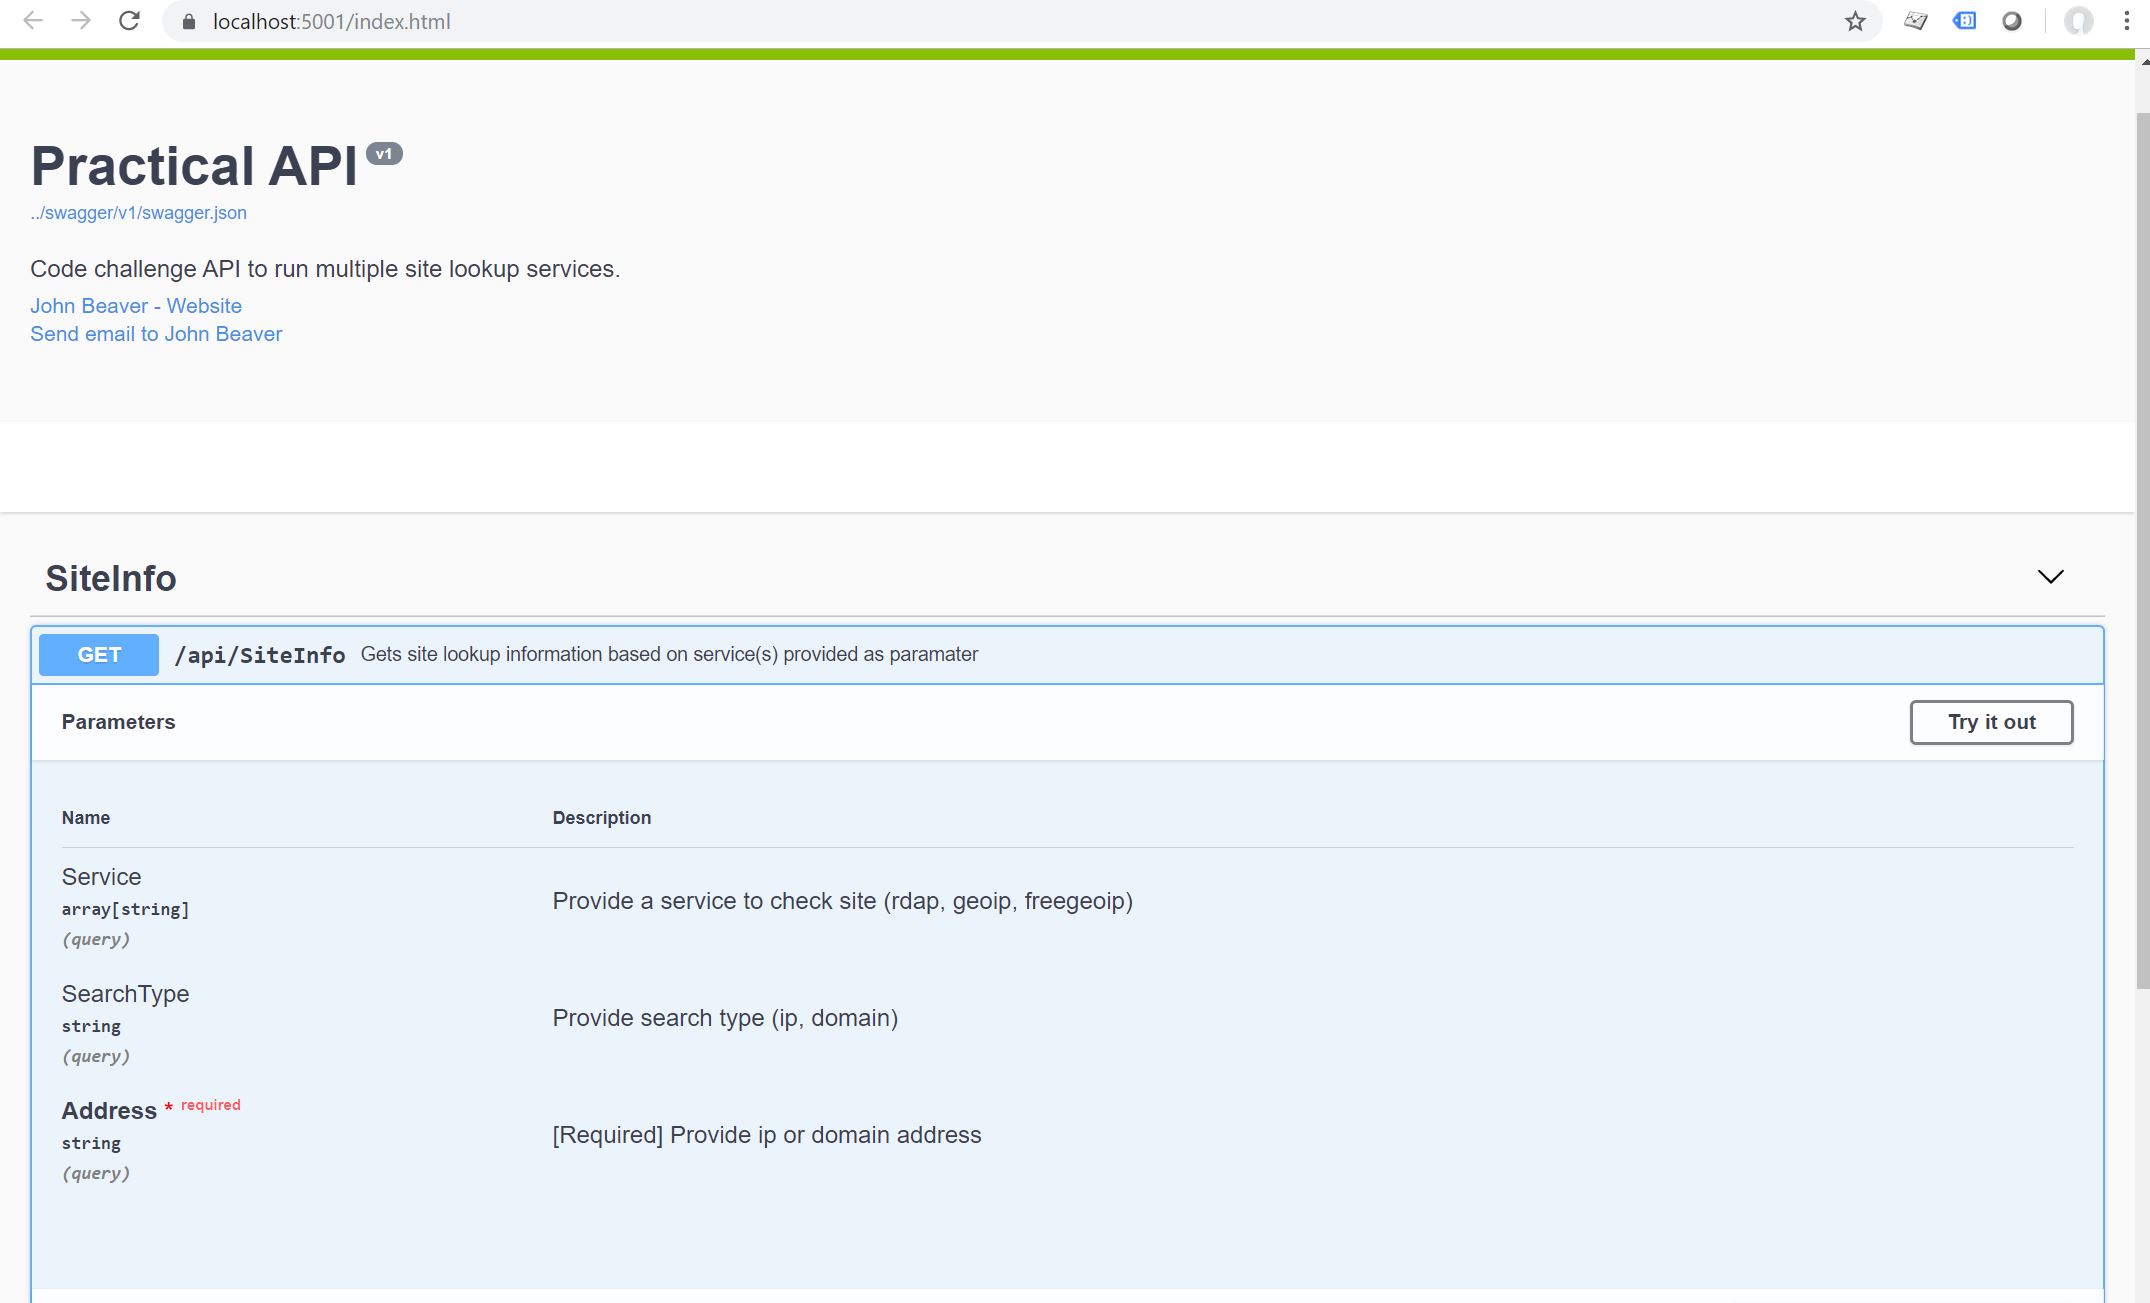 localhost:5001/index.html
Practical API v1
../swagger/v1/swagger.json
Code challenge API to run multiple site lookup services.
John Beaver - Website
Send email to John Beaver
SiteInfo
GET /api/SiteInfo Gets site lookup information based on service(s) provided as paramater
Parameters Try it out
Name Description
Service
array[string]
(query)
Provide a service to check site (rdap, geoip, freegeoip)
SearchType
string
(query)
Provide search type (ip, domain)
Address * required
string
(query)
[Required] Provide ip or domain address